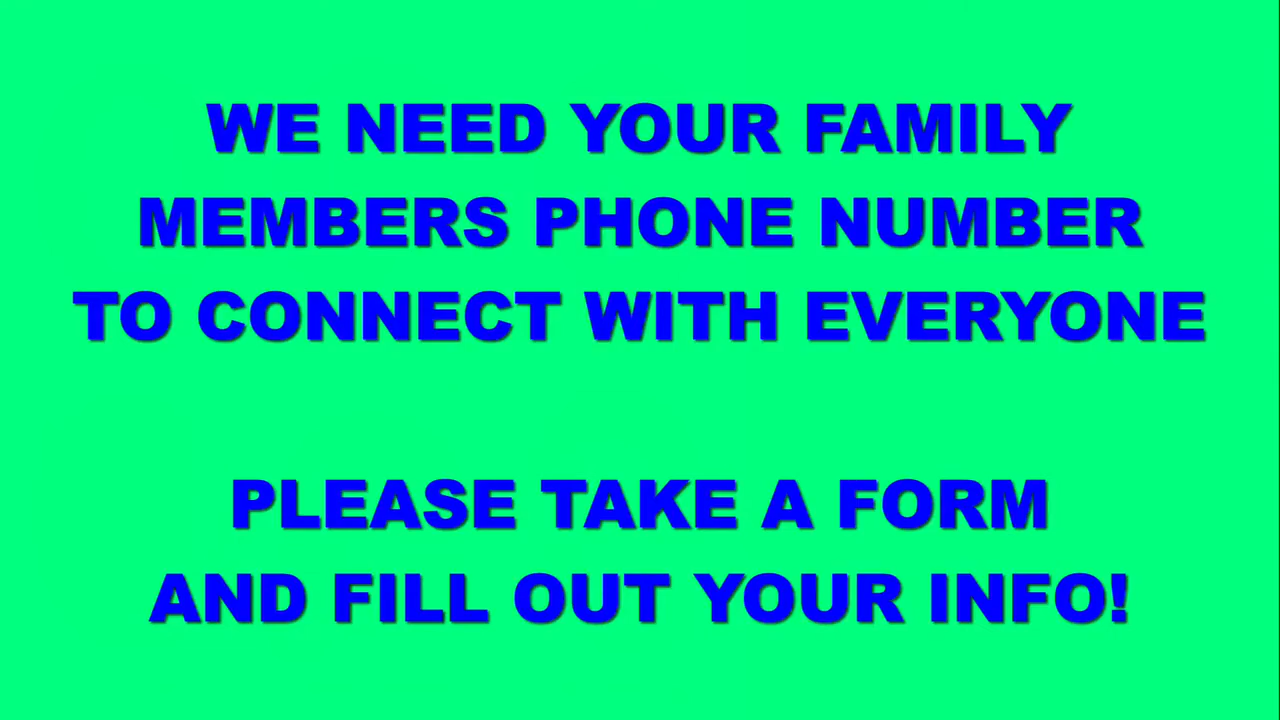 WE NEED YOUR FAMILY
MEMBERS PHONE NUMBER
TO CONNECT WITH EVERYONE
PLEASE TAKE A FORM
AND FILL OUT YOUR INFO!